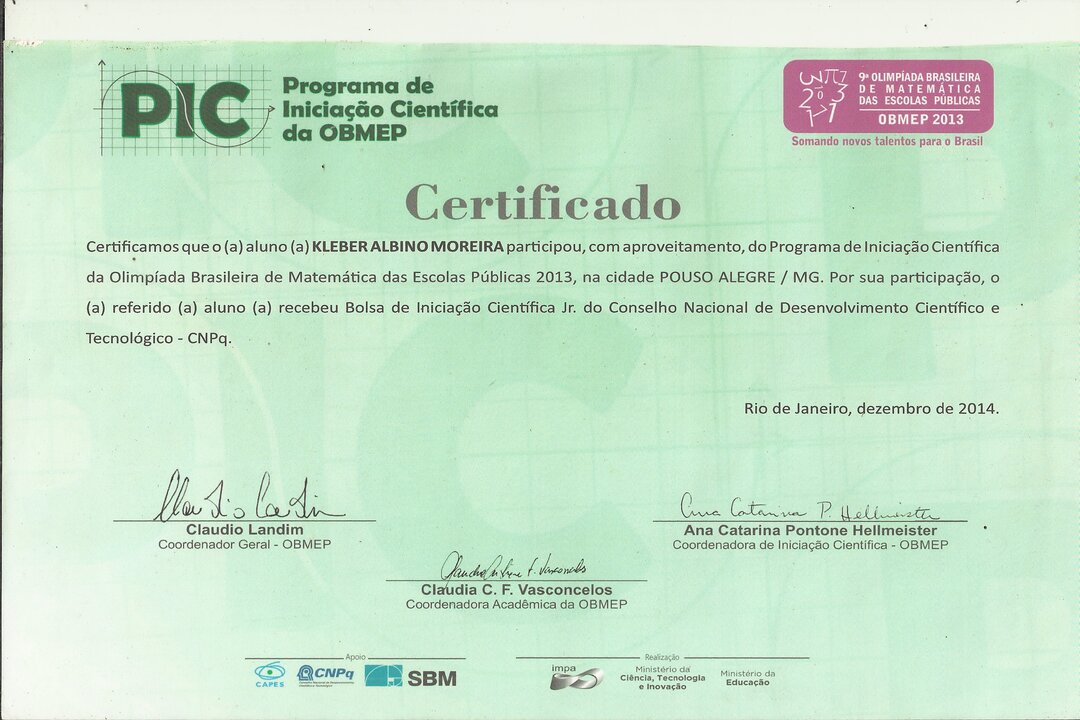 PIC
Programa de
Iniciação Científica
da OBMEP
9ª OLIMPÍADA BRASILEIRA
DE MATEMÁTICA
DAS ESCOLAS PÚBLICAS
OBMEP 2013
Somando novos talentos para o Brasil
Certificado
Certificamos que o (a) aluno (a) KLEBER ALBINO MOREIRA participou, com aproveitamento, do Programa de Iniciação Científica
da Olimpíada Brasileira de Matemática das Escolas Públicas 2013, na cidade POUSO ALEGRE / MG. Por sua participação, o
(a) referido (a) aluno (a) recebeu Bolsa de Iniciação Científica Jr. do Conselho Nacional de Desenvolvimento Científico e
Tecnológico - CNPq.
Rio de Janeiro, dezembro de 2014.
Claudio Landim
Coordenador Geral - OBMEP
Ana Catarina P. Hellmeister
Ana Catarina Pontone Hellmeister
Coordenadora de Iniciação Científica - OBMEP
Claudia C. F. Vasconcelos
Coordenadora Acadêmica da OBMEP
Apoio
CAPES
CNPq
SBM
Realização
impa
Ministério da
Ciência, Tecnologia
e Inovação
Ministério da
Educação